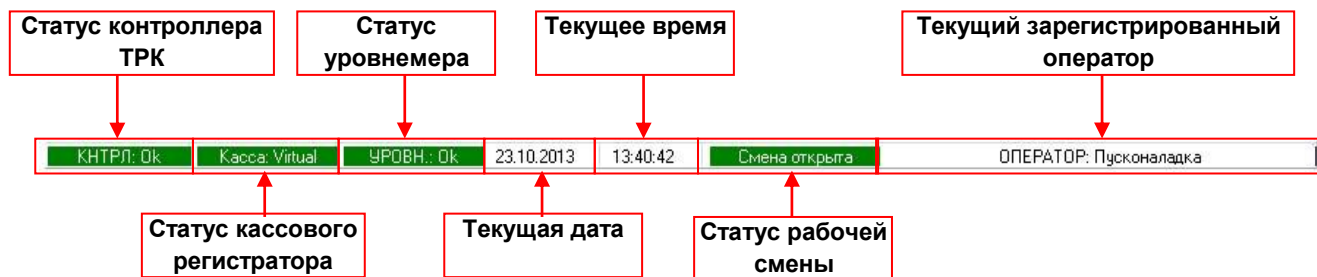 Статус контроллера
ТРК
Статус
уровнемера
Текущее время
Текущий зарегистрированный
оператор
КНТРЛ: Ok
Касса: Virtual
УРОВН.: Ok
23.10.2013
13:40:42
Смена открыта
ОПЕРАТОР: Пусконаладка
Статус кассового
регистратора
Текущая дата
Статус рабочей
смены